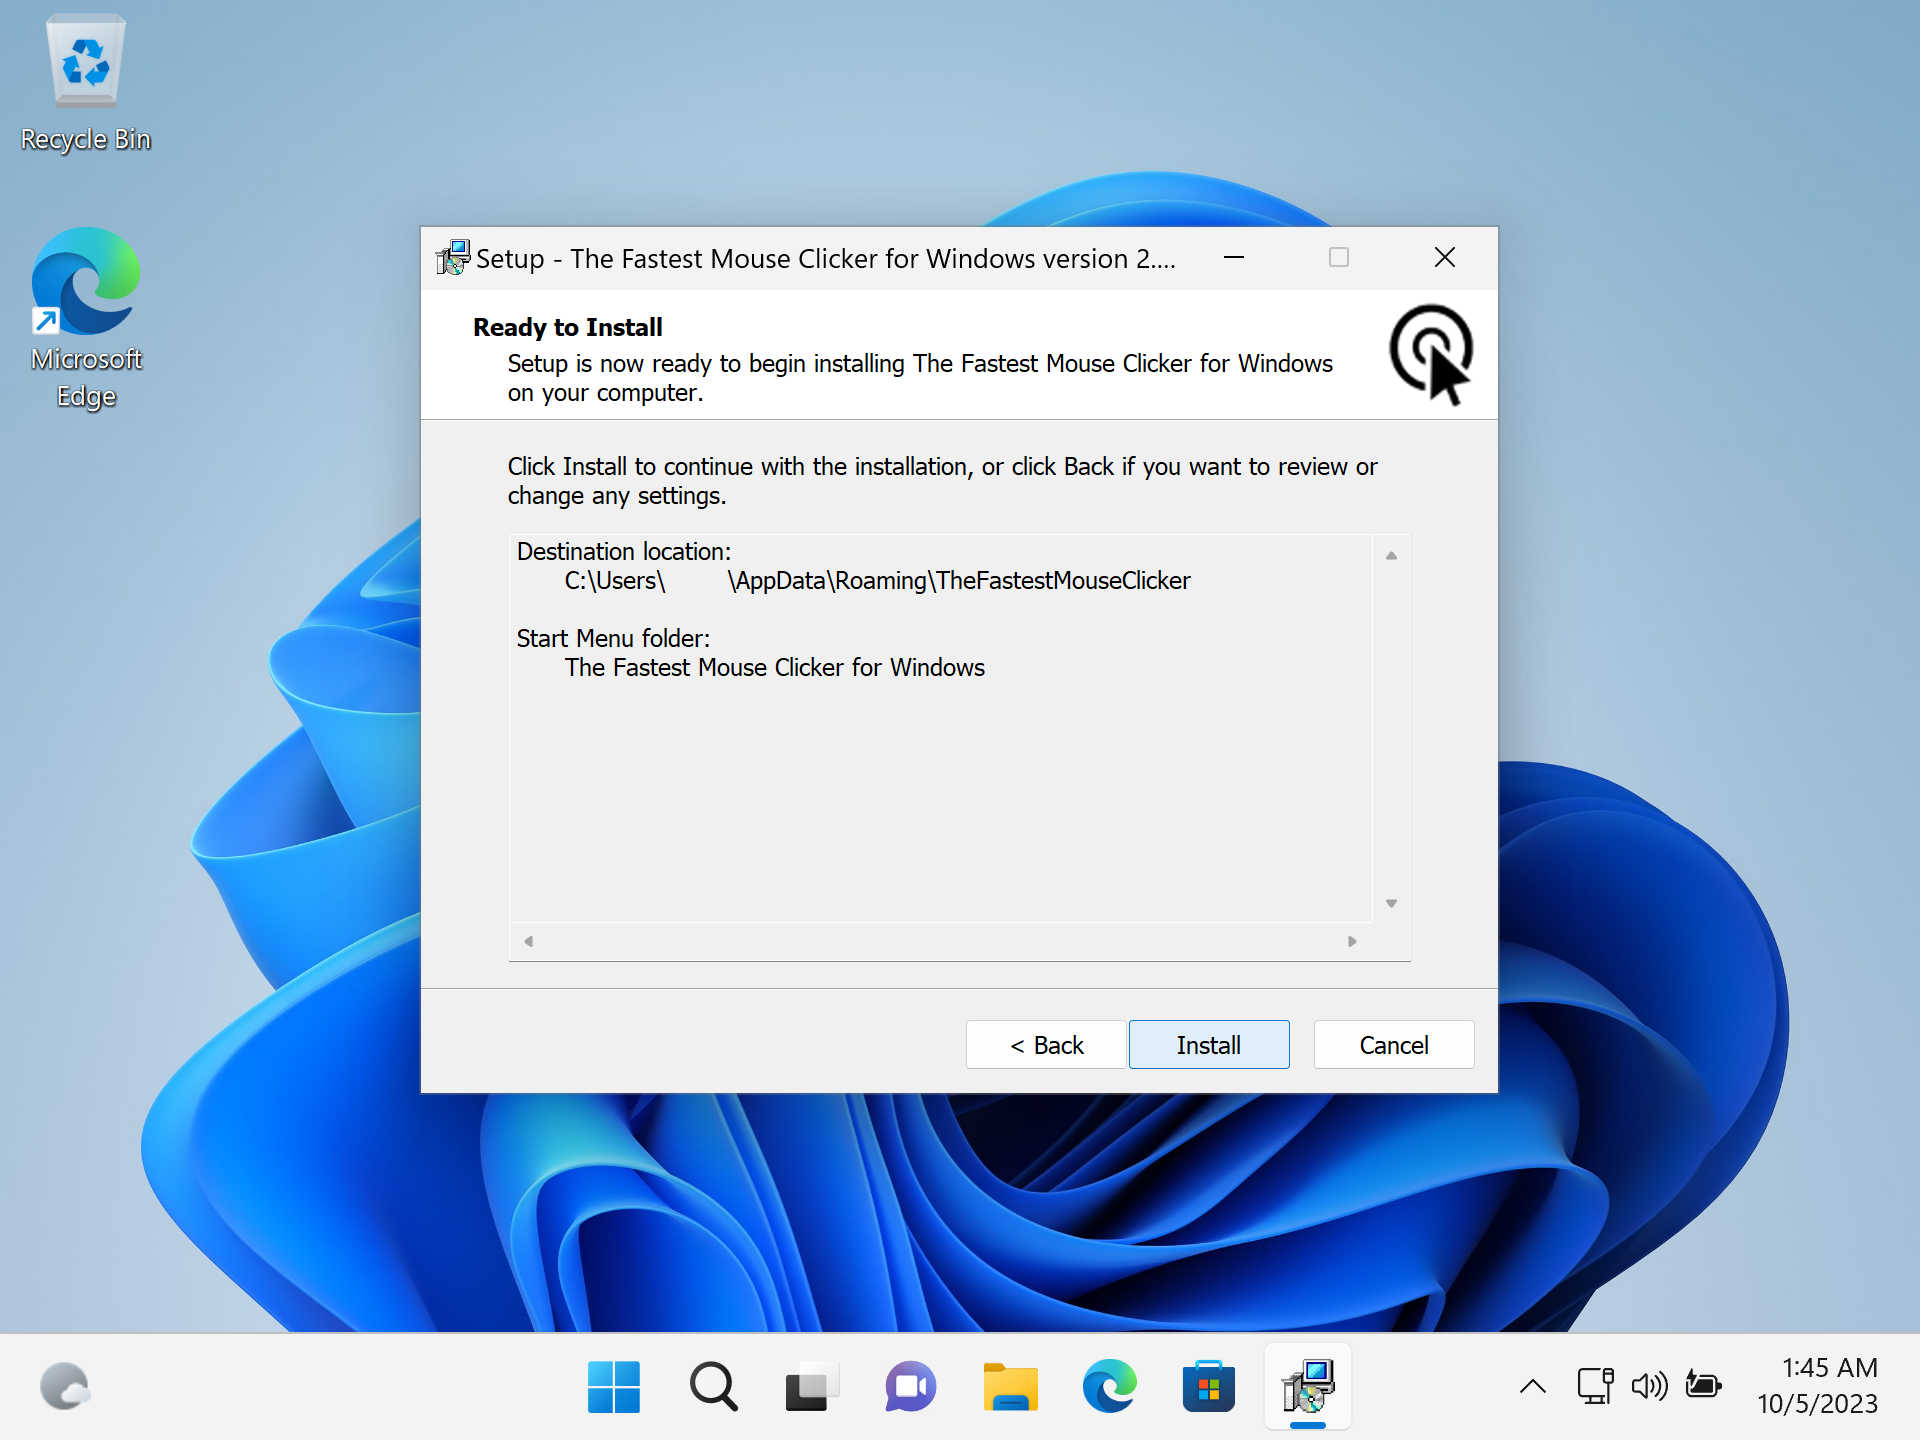 Recycle Bin
Microsoft
Edge
Setup - The Fastest Mouse Clicker for Windows version 2....
Ready to Install
Setup is now ready to begin installing The Fastest Mouse Clicker for Windows
on your computer.
Click Install to continue with the installation, or click Back if you want to review or
change any settings.
Destination location:
C:\Users\ \AppData\Roaming\TheFastestMouseClicker
Start Menu folder:
The Fastest Mouse Clicker for Windows
< Back
Install
Cancel
1:45 AM
10/5/2023